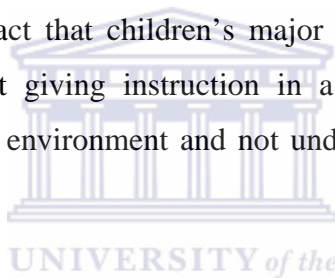 act that children's major
t giving instruction in a
environment and not und
UNIVERSITY of the